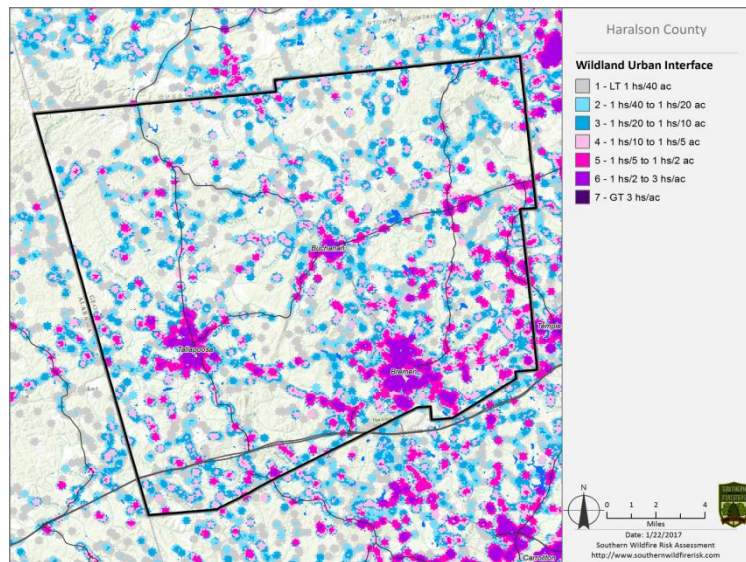 Haralson County
Wildland Urban Interface
1 - LT 1 hs/40 ac
2 - 1 hs/40 to 1 hs/20 ac
3 - 1 hs/20 to 1 hs/10 ac
4 - 1 hs/10 to 1 hs/5 ac
5 - 1 hs/5 to 1 hs/2 ac
6 - 1 hs/2 to 3 hs/ac
7 - GT 3 hs/ac
Buchanan
Temple
Tallapoosa
Bremen
Carrollton
N
0 1 2 4
Miles
Date: 1/22/2017
Southern Wildfire Risk Assessment
http://www.southernwildfirerisk.com
SOUTHERN
FORESTERS